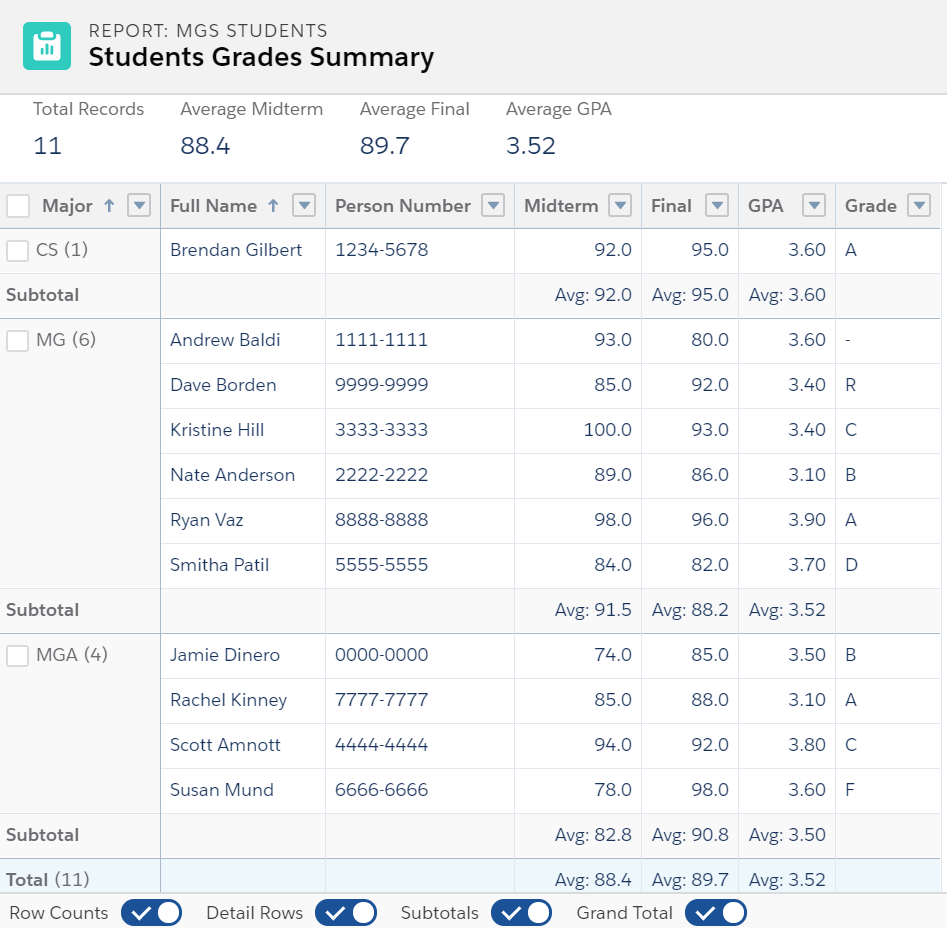 REPORT: MGS STUDENTS
Students Grades Summary
Total Records Average Midterm Average Final Average GPA
11 88.4 89.7 3.52
Major ↑ Full Name ↑ Person Number Midterm Final GPA Grade
CS (1) Brendan Gilbert 1234-5678 92.0 95.0 3.60 A
Subtotal Avg: 92.0 Avg: 95.0 Avg: 3.60
MG (6) Andrew Baldi 1111-1111 93.0 80.0 3.60 -
Dave Borden 9999-9999 85.0 92.0 3.40 R
Kristine Hill 3333-3333 100.0 93.0 3.40 C
Nate Anderson 2222-2222 89.0 86.0 3.10 B
Ryan Vaz 8888-8888 98.0 96.0 3.90 A
Smitha Patil 5555-5555 84.0 82.0 3.70 D
Subtotal Avg: 91.5 Avg: 88.2 Avg: 3.52
MGA (4) Jamie Dinero 0000-0000 74.0 85.0 3.50 B
Rachel Kinney 7777-7777 85.0 88.0 3.10 A
Scott Amnott 4444-4444 94.0 92.0 3.80 C
Susan Mund 6666-6666 78.0 98.0 3.60 F
Subtotal Avg: 82.8 Avg: 90.8 Avg: 3.50
Total (11) Avg: 88.4 Avg: 89.7 Avg: 3.52
Row Counts Detail Rows Subtotals Grand Total